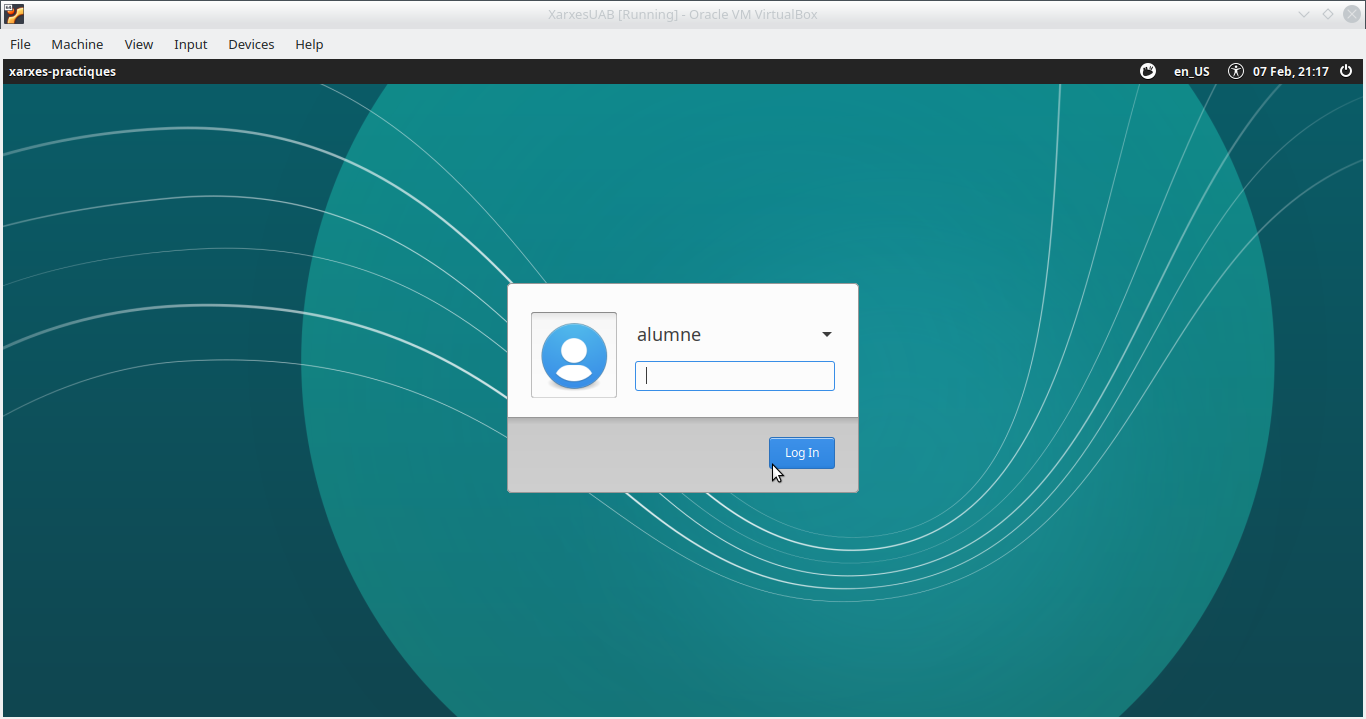 XarxesUAB [Running] - Oracle VM VirtualBox
File Machine View Input Devices Help
xarxes-practiques en_US 07 Feb, 21:17
alumne
Log In